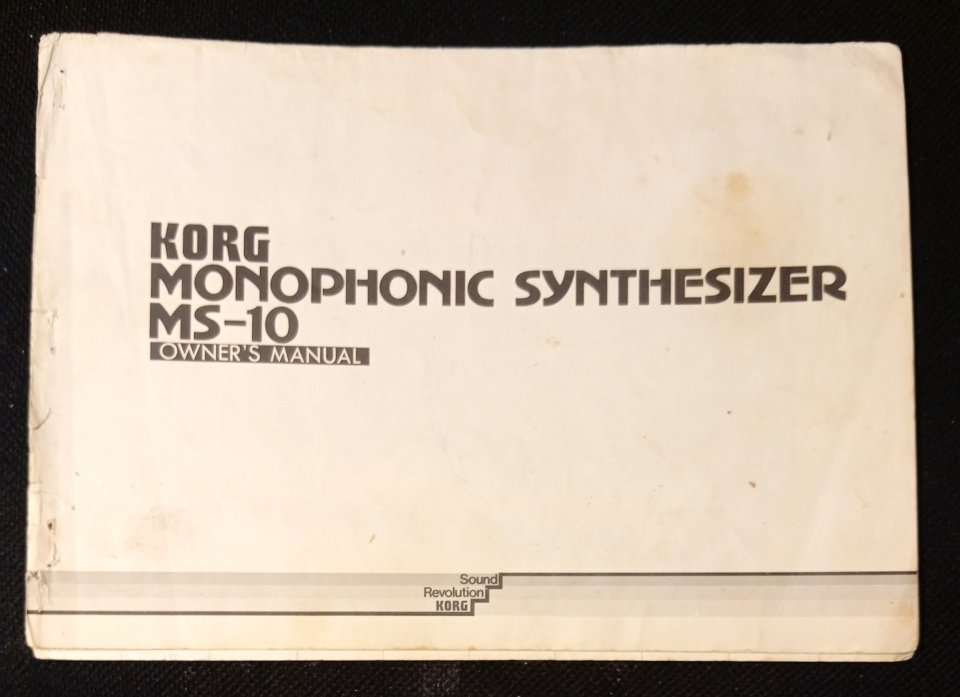 KORG
MONOPHONIC SYNTHESIZER
MS-10
OWNER'S MANUAL
Sound
Revolution
KORG